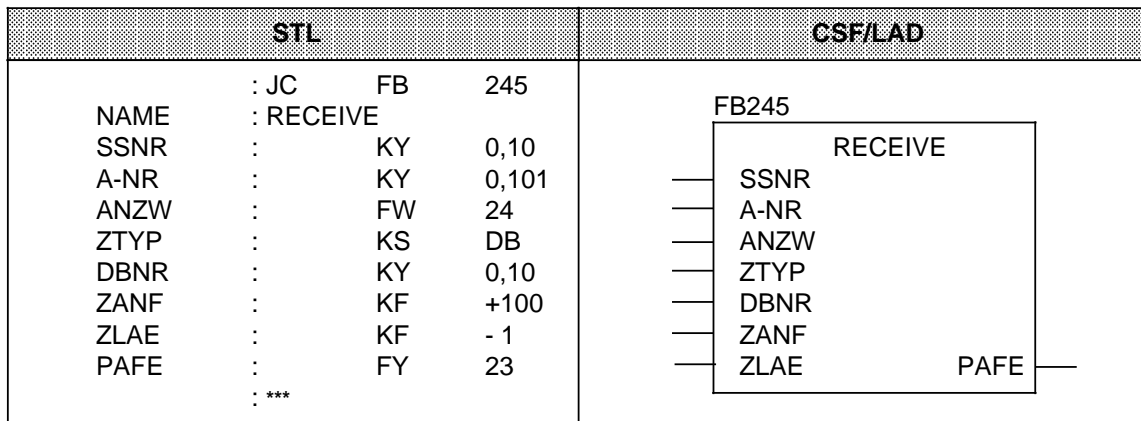 STL
CSF/LAD
: JC FB 245
NAME : RECEIVE
SSNR : KY 0,10
A-NR : KY 0,101
ANZW : FW 24
ZTYP : KS DB
DBNR : KY 0,10
ZANF : KF +100
ZLAE : KF - 1
PAFE : FY 23
: ***
FB245
RECEIVE
SSNR
A-NR
ANZW
ZTYP
DBNR
ZANF
ZLAE PAFE